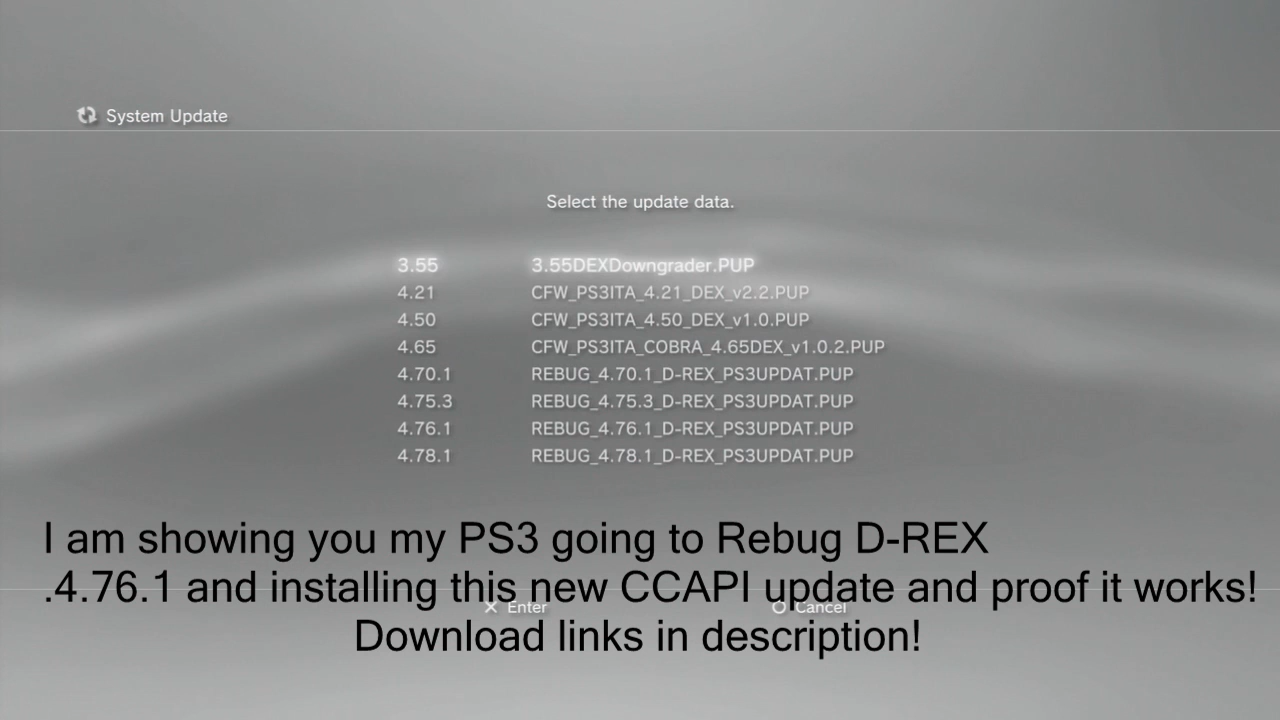 System Update
Select the update data.
3.55 3.55DEXDowngrader.PUP
4.21 CFW_PS3ITA_4.21_DEX_v2.2.PUP
4.50 CFW_PS3ITA_4.50_DEX_v1.0.PUP
4.65 CFW_PS3ITA_COBRA_4.65DEX_v1.0.2.PUP
4.70.1 REBUG_4.70.1_D-REX_PS3UPDAT.PUP
4.75.3 REBUG_4.75.3_D-REX_PS3UPDAT.PUP
4.76.1 REBUG_4.76.1_D-REX_PS3UPDAT.PUP
4.78.1 REBUG_4.78.1_D-REX_PS3UPDAT.PUP
I am showing you my PS3 going to Rebug D-REX
.4.76.1 and installing this new CCAPI update and proof it works!
X Enter O Cancel
Download links in description!